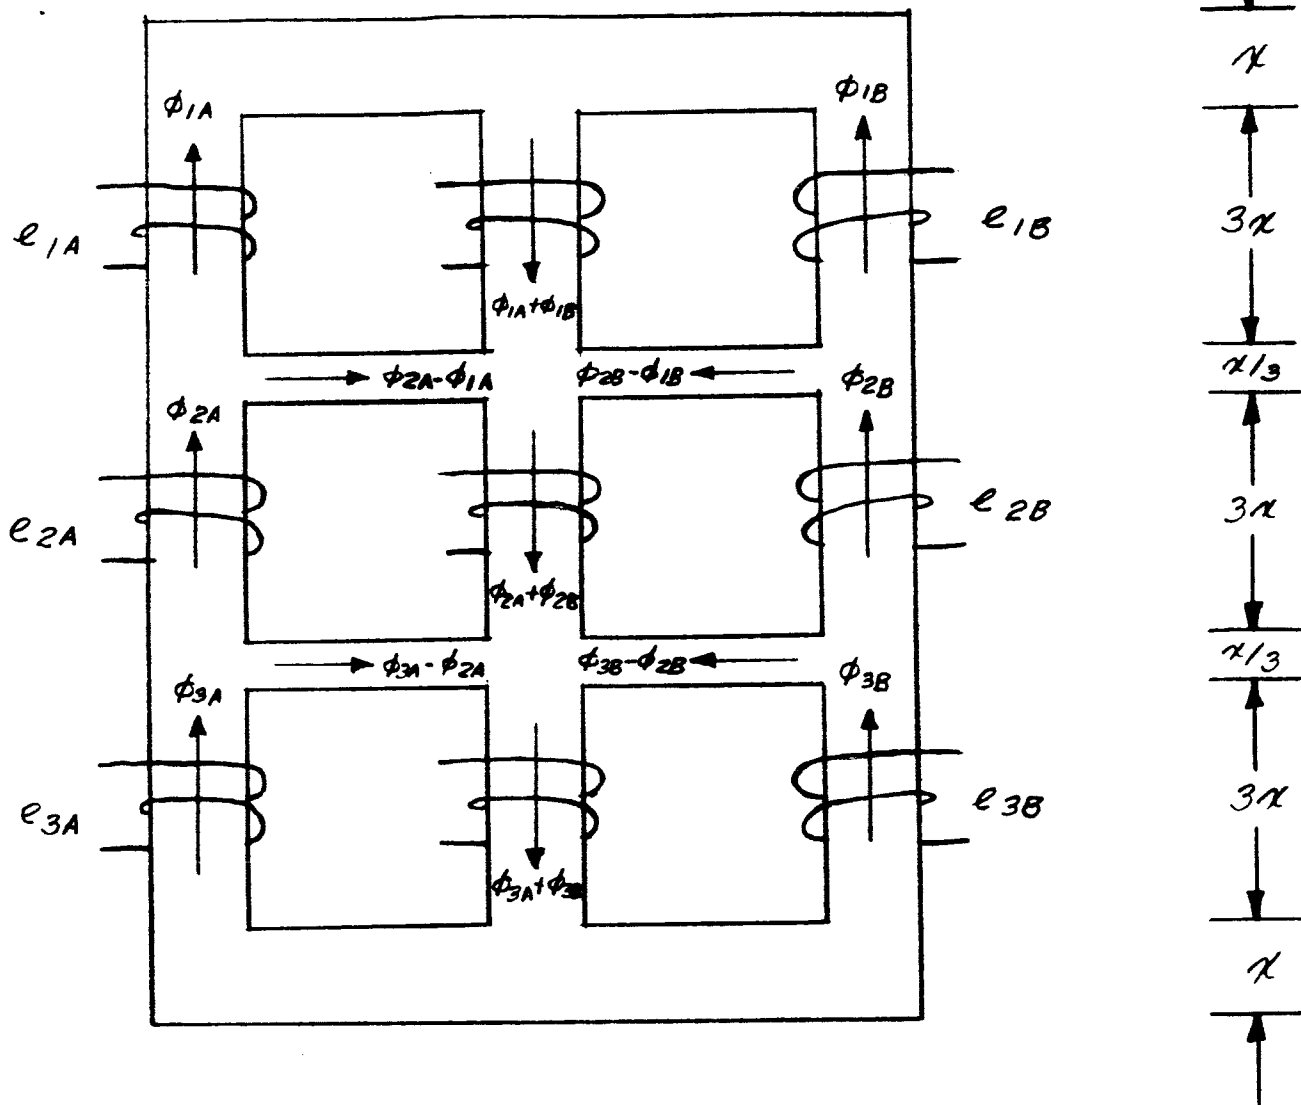 x
ϕ1A
ϕ1B
e1A
3x
e1B
ϕ1A+ϕ1B
ϕ2A-ϕ1A
ϕ2B-ϕ1B
x/3
ϕ2A
ϕ2B
e2A
3x
e2B
ϕ2A+ϕ2B
ϕ3A-ϕ2A
ϕ3B-ϕ2B
x/3
ϕ3A
ϕ3B
e3A
3x
e3B
ϕ3A+ϕ3B
x